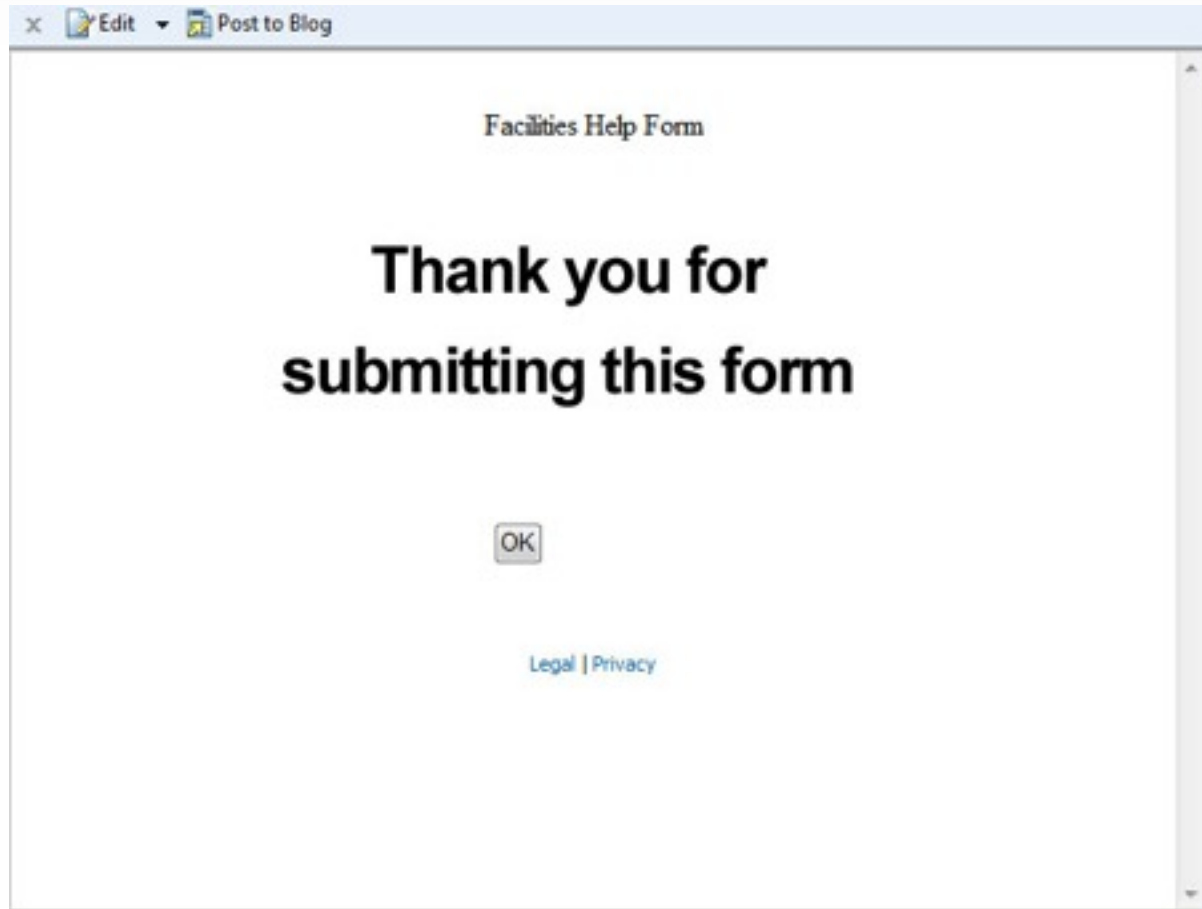 Edit Post to Blog
Facilities Help Form
Thank you for
submitting this form
OK
Legal | Privacy